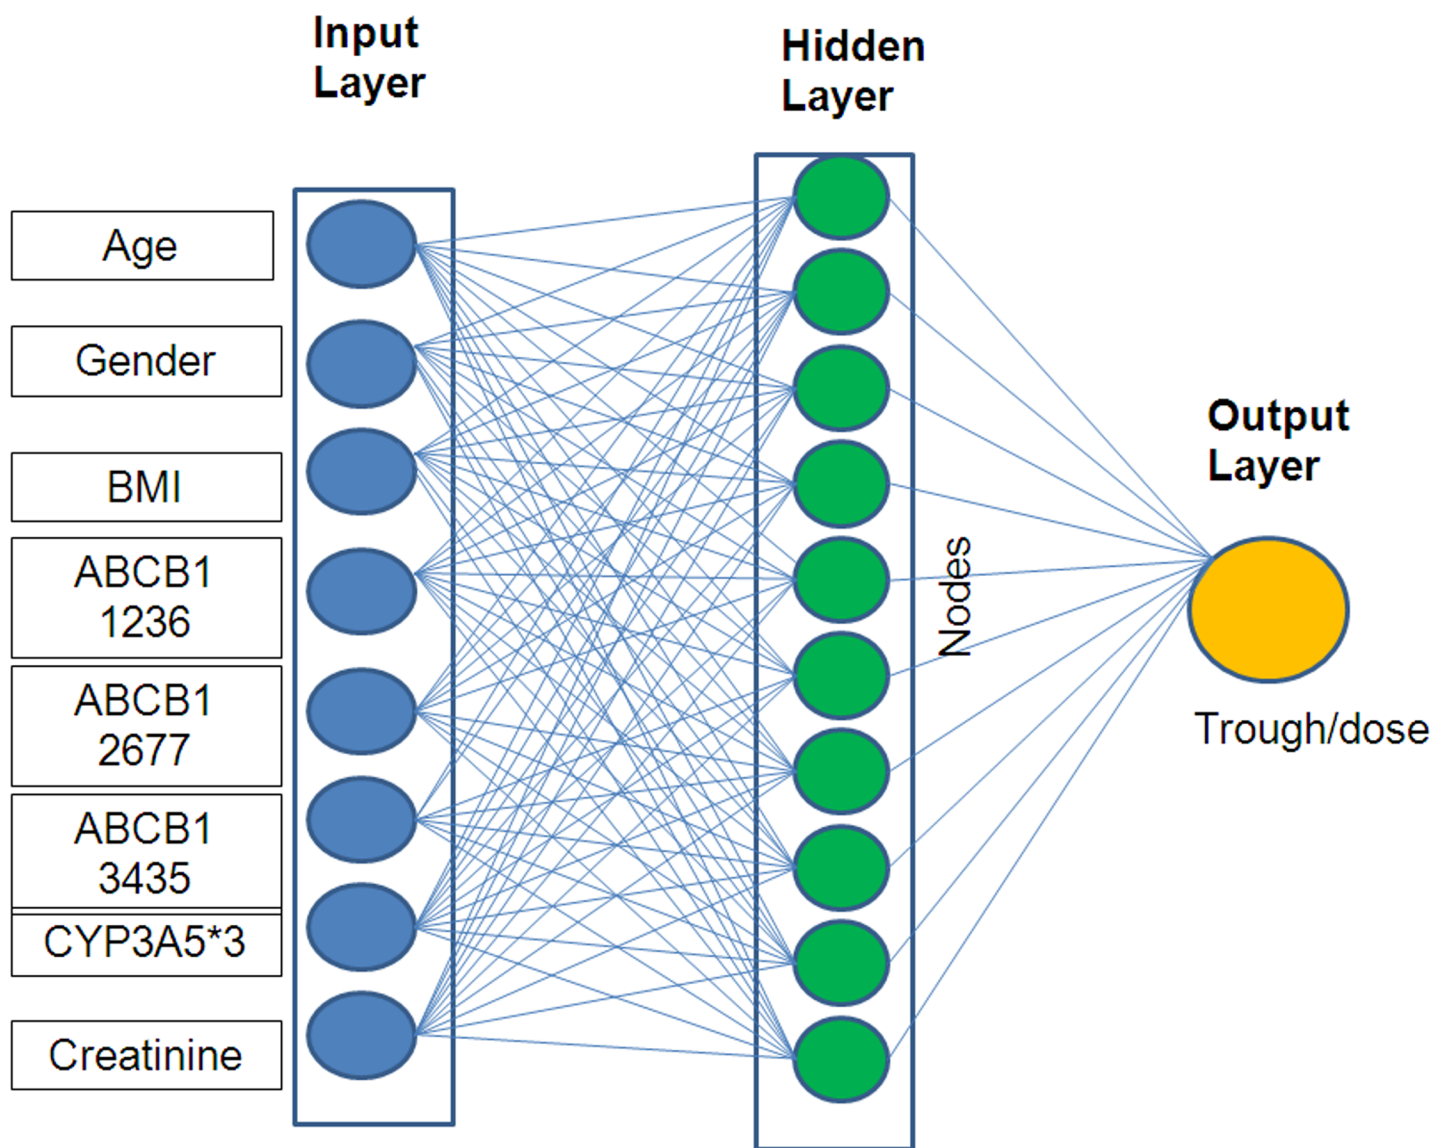 Input
Layer
Hidden
Layer
Age
Gender
BMI
ABCB1
1236
ABCB1
2677
ABCB1
3435
CYP3A5*3
Creatinine
Nodes
Output
Layer
Trough/dose